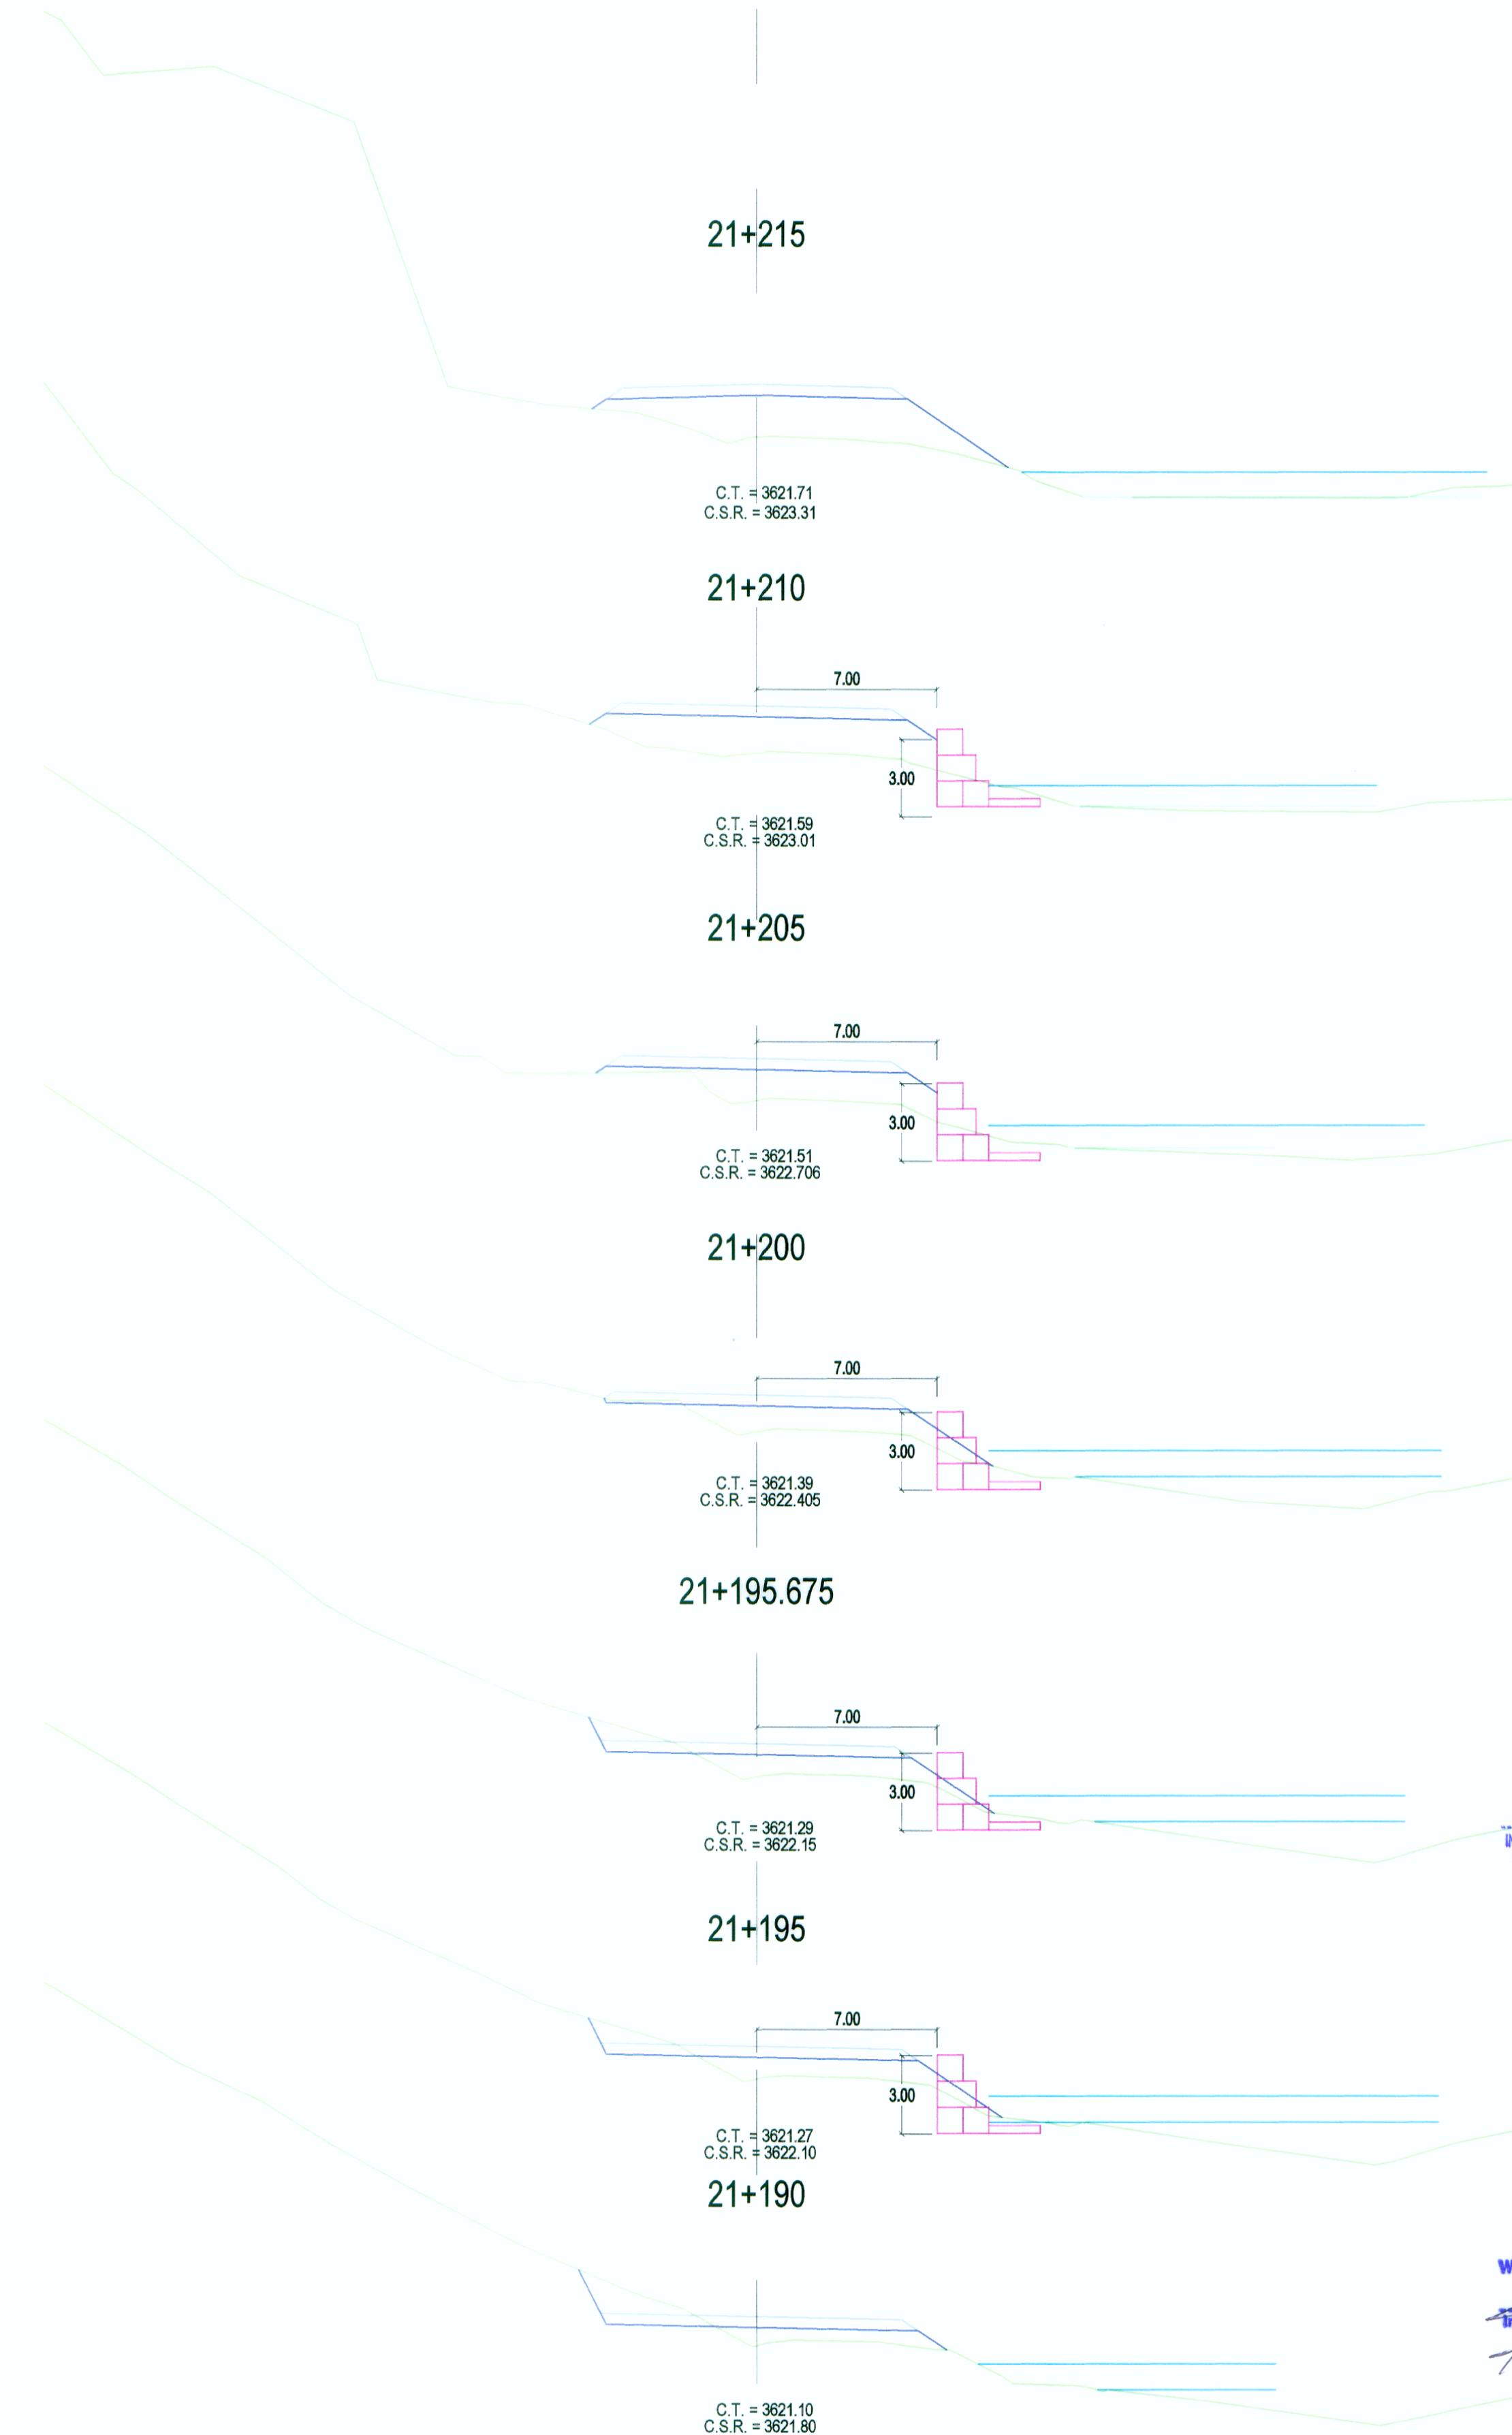 21+215
C.T. = 3621.71
C.S.R. = 3623.31
21+210
7.00
3.00
C.T. = 3621.59
C.S.R. = 3623.01
21+205
7.00
3.00
C.T. = 3621.51
C.S.R. = 3622.706
21+200
7.00
3.00
C.T. = 3621.39
C.S.R. = 3622.405
21+195.675
7.00
3.00
C.T. = 3621.29
C.S.R. = 3622.15
21+195
7.00
3.00
C.T. = 3621.27
C.S.R. = 3622.10
21+190
C.T. = 3621.10
C.S.R. = 3621.80